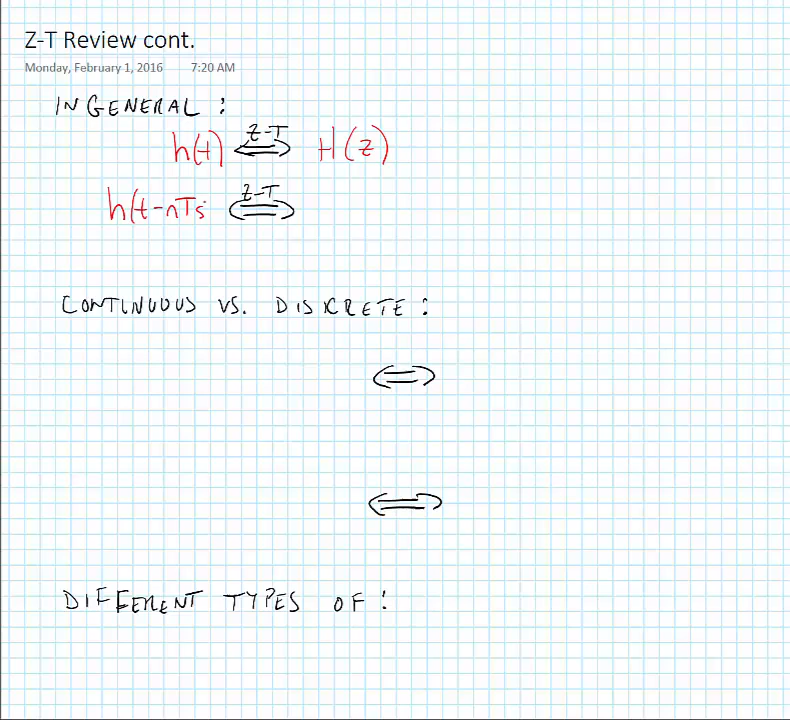 Z-T Review cont.
Monday, February 1, 2016 7:20 AM
IN GENERAL :
h(t) Z-T ⟺ H(z)
h(t-nTs Z-T ⟺
CONTINUOUS VS. DISCRETE :
⟺
⟺
DIFFERENT TYPES OF :